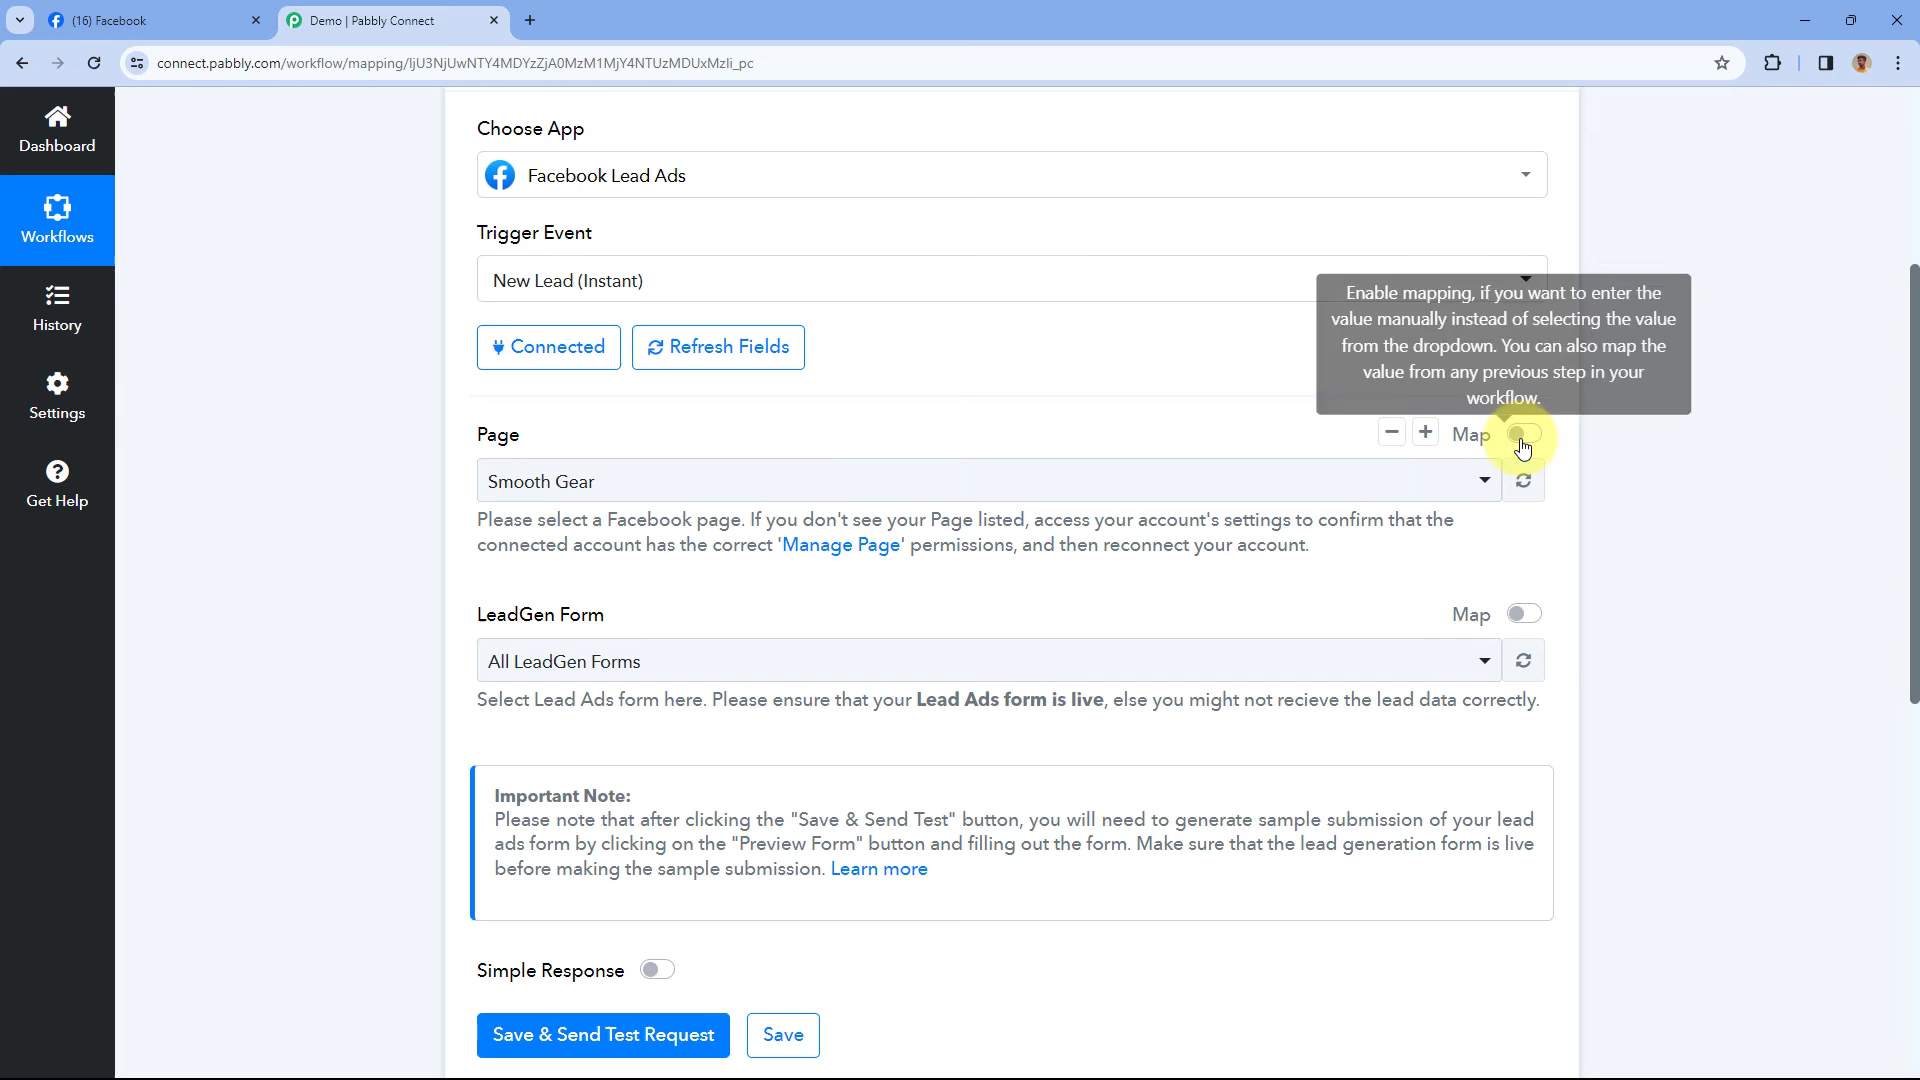 (16) Facebook
Demo | Pabbly Connect
connect.pabbly.com/workflow/mapping/IjU3NjUwNTY4MDYzZjA0MzM1MjY4NTUzMDUxMzIi_pc
Dashboard
Workflows
History
Settings
Get Help
Choose App
Facebook Lead Ads
Trigger Event
New Lead (Instant)
Connected
Refresh Fields
Enable mapping, if you want to enter the
value manually instead of selecting the value
from the dropdown. You can also map the
value from any previous step in your
workflow.
Page
Map
Smooth Gear
Please select a Facebook page. If you don't see your Page listed, access your account's settings to confirm that the
connected account has the correct 'Manage Page' permissions, and then reconnect your account.
LeadGen Form
Map
All LeadGen Forms
Select Lead Ads form here. Please ensure that your Lead Ads form is live, else you might not recieve the lead data correctly.
Important Note:
Please note that after clicking the "Save & Send Test" button, you will need to generate sample submission of your lead
ads form by clicking on the "Preview Form" button and filling out the form. Make sure that the lead generation form is live
before making the sample submission. Learn more
Simple Response
Save & Send Test Request
Save